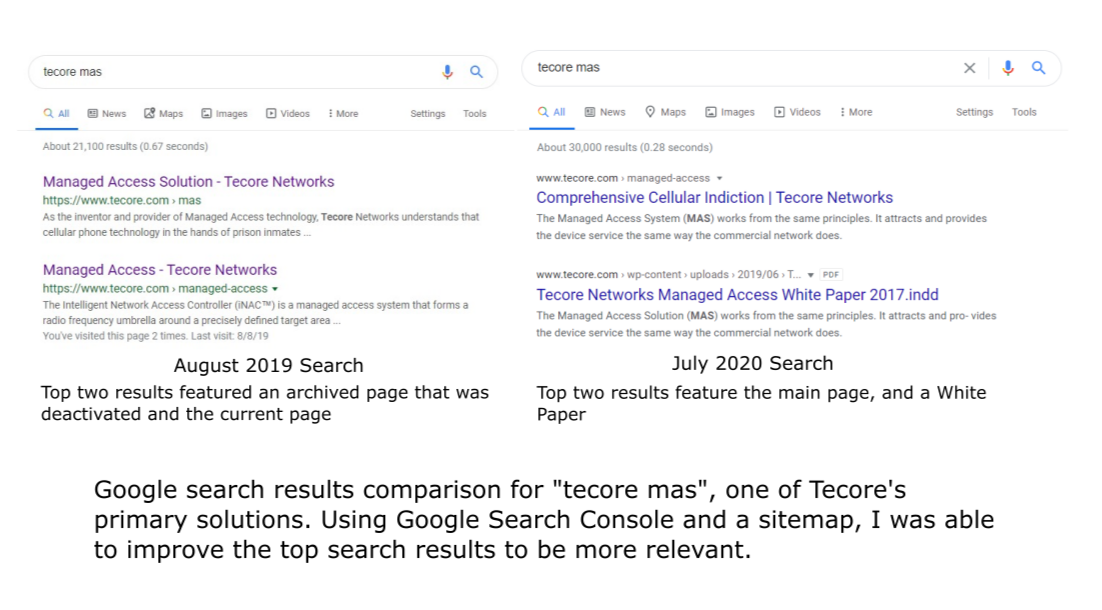 tecore mas
All News Maps Images Videos More Settings Tools
About 21,100 results (0.67 seconds)
Managed Access Solution - Tecore Networks
https://www.tecore.com › mas
As the inventor and provider of Managed Access technology, Tecore Networks understands that
cellular phone technology in the hands of prison inmates ...
Managed Access - Tecore Networks
https://www.tecore.com › managed-access
The Intelligent Network Access Controller (iNAC™) is a managed access system that forms a
radio frequency umbrella around a precisely defined target area ...
You've visited this page 2 times. Last visit: 8/8/19
August 2019 Search
Top two results featured an archived page that was
deactivated and the current page
tecore mas
All News Maps Images Videos More Settings Tools
About 30,000 results (0.28 seconds)
www.tecore.com › managed-access
Comprehensive Cellular Indiction | Tecore Networks
The Managed Access System (MAS) works from the same principles. It attracts and provides
the device service the same way the commercial network does.
www.tecore.com › wp-content › uploads › 2019/06 › T... PDF
Tecore Networks Managed Access White Paper 2017.indd
The Managed Access Solution (MAS) works from the same principles. It attracts and pro- vides
the device service the same way the commercial network does.
July 2020 Search
Top two results feature the main page, and a White
Paper
Google search results comparison for "tecore mas", one of Tecore's
primary solutions. Using Google Search Console and a sitemap, I was able
to improve the top search results to be more relevant.